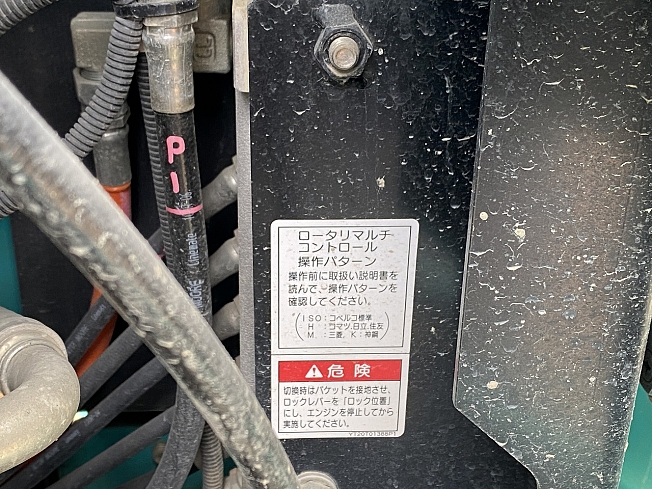 P1
ロータリマルチ
コントロール
操作パターン
操作前に取扱い説明書を
読んで、操作パターンを
確認してください。
ISO：コベルコ標準
H ：コマツ,日立,住友
M ：三菱, K：神鋼
危険
切換時はバケットを接地させ、
ロックレバーを「ロック位置」
にし、エンジンを停止してから
実施してください。
YT20T01388P1